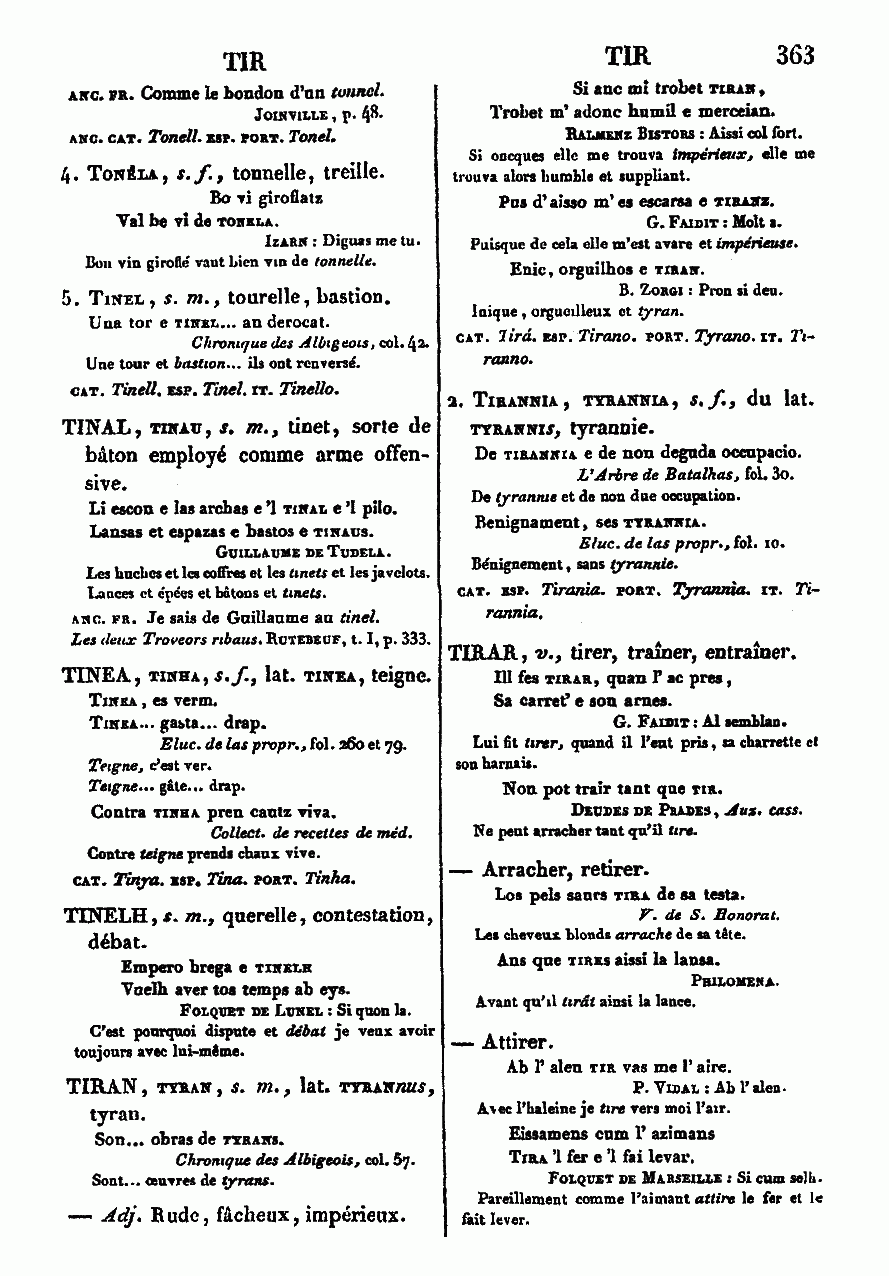 TIR
ANC. FR. Comme le bondon d'un tonnel.
JOINVILLE, p. 48.
ANC. CAT. Tonell. ESP. PORT. Tonel.
4. TONÊLA, s. f., tonnelle, treille.
Bo vi giroflatz
Val be vi de TONELA.
IZARN : Diguas me tu.
Bon vin giroflé vaut bien vin de tonnelle.
5. TINEL, s. m., tourelle, bastion.
Una tor e TINEL... an derocat.
Chronique des Albigeois, col. 42.
Une tour et bastion... ils ont renversé.
CAT. Tinell. ESP. Tinel. IT. Tinello.
TINAL, TINAU, s. m., tinet, sorte de
bâton employé comme arme offen-
sive.
Li escon e las archas e 'l TINAL e 'l pilo.
Lansas et espazas e bastos e TINAUS.
GUILLAUME DE TUDELA.
Les huches et les coffres et les tinets et les javelots.
Lances et épées et bâtons et tinets.
ANC. FR. Je sais de Guillaume au tinel.
Les deux Troveors ribaus. RUTEBEUF, t. I, p. 333.
TINEA, TINHA, s. f., lat. TINEA, teigne.
TINEA, es verm.
TINEA... gasta... drap.
Eluc. de las propr., fol. 260 et 79.
Teigne, c'est ver.
Teigne... gâte... drap.
Contra TINHA pren cautz viva.
Collect. de recettes de méd.
Contre teigne prends chaux vive.
CAT. Tinya. ESP. Tina. PORT. Tinha.
TINELH, s. m., querelle, contestation,
débat.
Empero brega e TINELH
Vuelh aver tos temps ab eys.
FOLQUET DE LUNEL : Si quon la.
C'est pourquoi dispute et débat je veux avoir
toujours avec lui-même.
TIRAN, TYRAN, s. m., lat. TYRANNUS,
tyran.
Son... obras de TYRANS.
Chronique des Albigeois, col. 57.
Sont... œuvres de tyrans.
— Adj. Rude, fâcheux, impérieux.
TIR 363
Si anc mi trobet TIRAN,
Trobet m' adonc humil e merceian.
RALMENZ BISTORS : Aissi col fort.
Si oncques elle me trouva impérieux, elle me
trouva alors humble et suppliant.
Pus d'aisso m' es escarsa e TIRANZ.
G. FAIDIT : Molt a.
Puisque de cela elle m'est avare et impérieuse.
Enic, orguilhos e TIRAN.
B. ZORGI : Pron si deu.
Inique, orgueilleux et tyran.
CAT. Tirá. ESP. Tirano. PORT. Tyrano. IT. Ti-
ranno.
2. TIRANNIA, TYRANNIA, s. f., du lat.
TYRANNIS, tyrannie.
De TIRANNIA e de non deguda occupacio.
L'Arbre de Batalhas, fol. 30.
De tyrannie et de non due occupation.
Benignament, ses TYRANNIA.
Eluc. de las propr., fol. 10.
Bénignement, sans tyrannie.
CAT. ESP. Tirania. PORT. Tyrannia. IT. Ti-
rannia.
TIRAR, v., tirer, traîner, entraîner.
Ill fes TIRAR, quan l' ac pres,
Sa carret' e son arnes.
G. FAIDIT : Al semblan.
Lui fit tirer, quand il l'eut pris, sa charrette et
son harnais.
Non pot trair tant que TIR.
DEUDES DE PRADES, Aux. cass.
Ne peut arracher tant qu'il tire.
— Arracher, retirer.
Los pels saurs TIRA de sa testa.
V. de S. Honorat.
Les cheveux blonds arrache de sa tête.
Ans que TIRES aissi la lansa.
PHILOMENA.
Avant qu'il tirât ainsi la lance.
— Attirer.
Ab l' alen TIR vas me l' aire.
P. VIDAL : Ab l' alen.
Avec l'haleine je tire vers moi l'air.
Eissamens cum l' azimans
TIRA 'l fer e 'l fai levar.
FOLQUET DE MARSEILLE : Si cum selh.
Pareillement comme l'aimant attire le fer et le
fait lever.